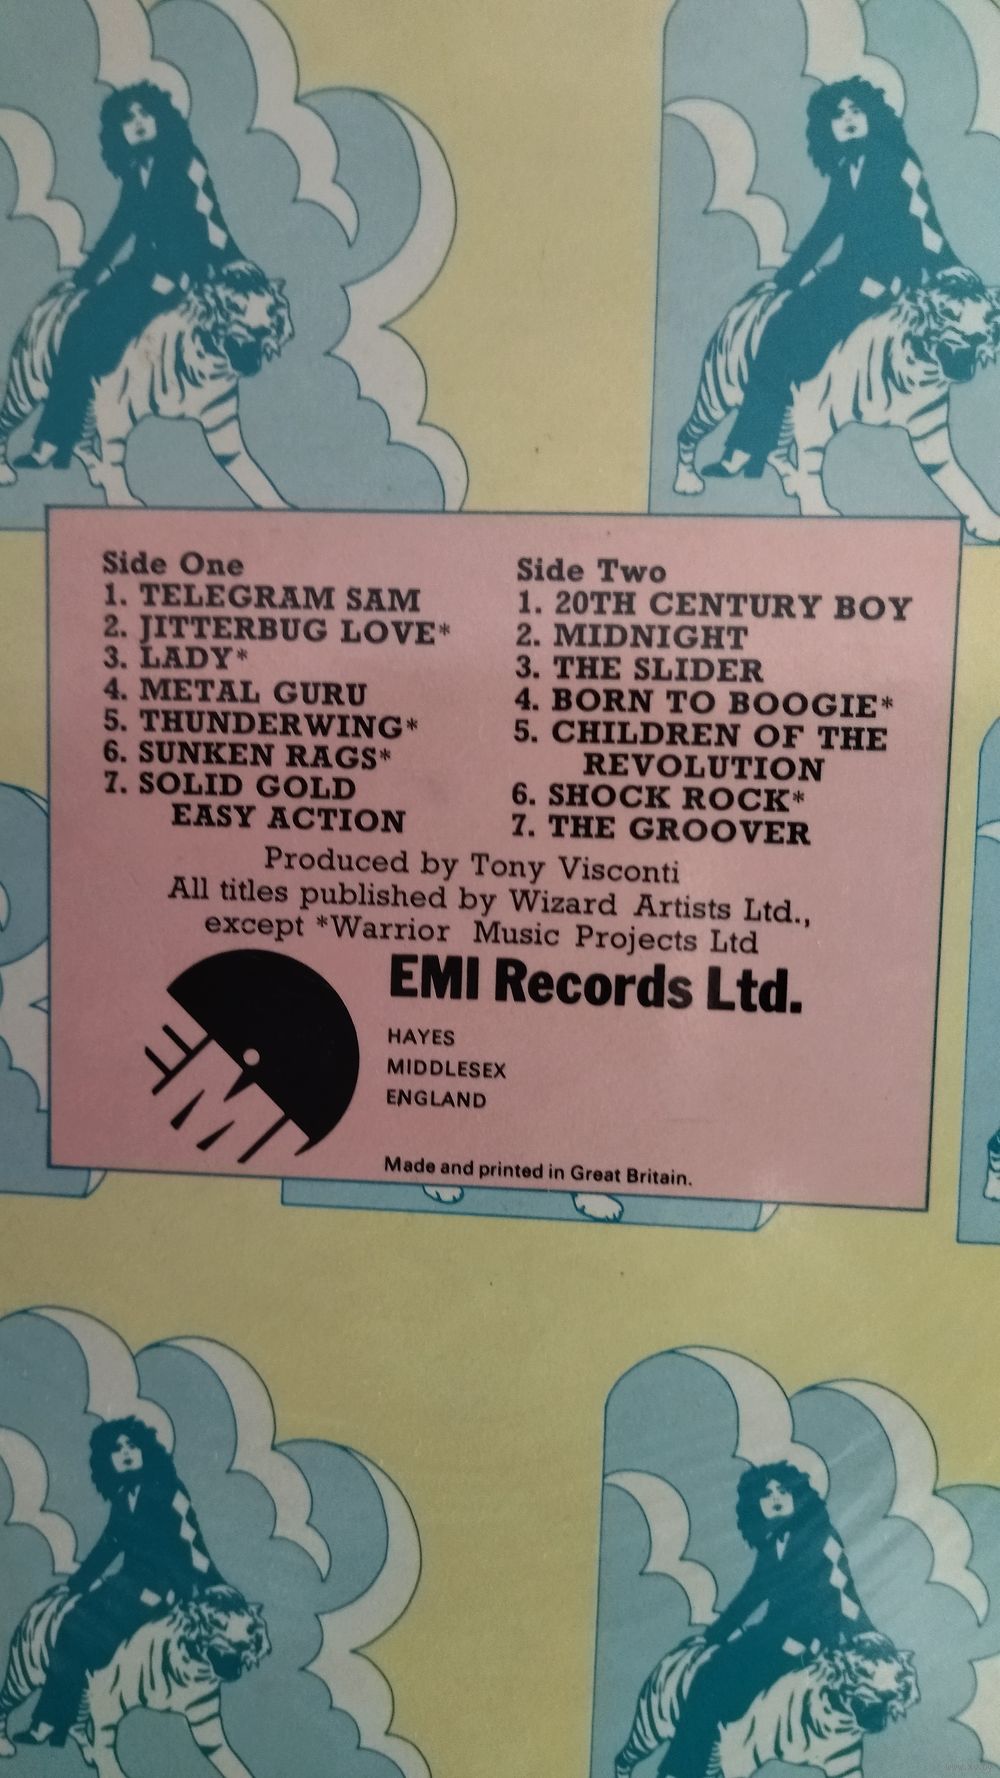 Side One
1. TELEGRAM SAM
2. JITTERBUG LOVE*
3. LADY*
4. METAL GURU
5. THUNDERWING*
6. SUNKEN RAGS*
7. SOLID GOLD
EASY ACTION
Side Two
1. 20TH CENTURY BOY
2. MIDNIGHT
3. THE SLIDER
4. BORN TO BOOGIE*
5. CHILDREN OF THE
REVOLUTION
6. SHOCK ROCK*
7. THE GROOVER
Produced by Tony Visconti
All titles published by Wizard Artists Ltd.,
except *Warrior Music Projects Ltd
EMI
EMI Records Ltd.
HAYES
MIDDLESEX
ENGLAND
Made and printed in Great Britain.